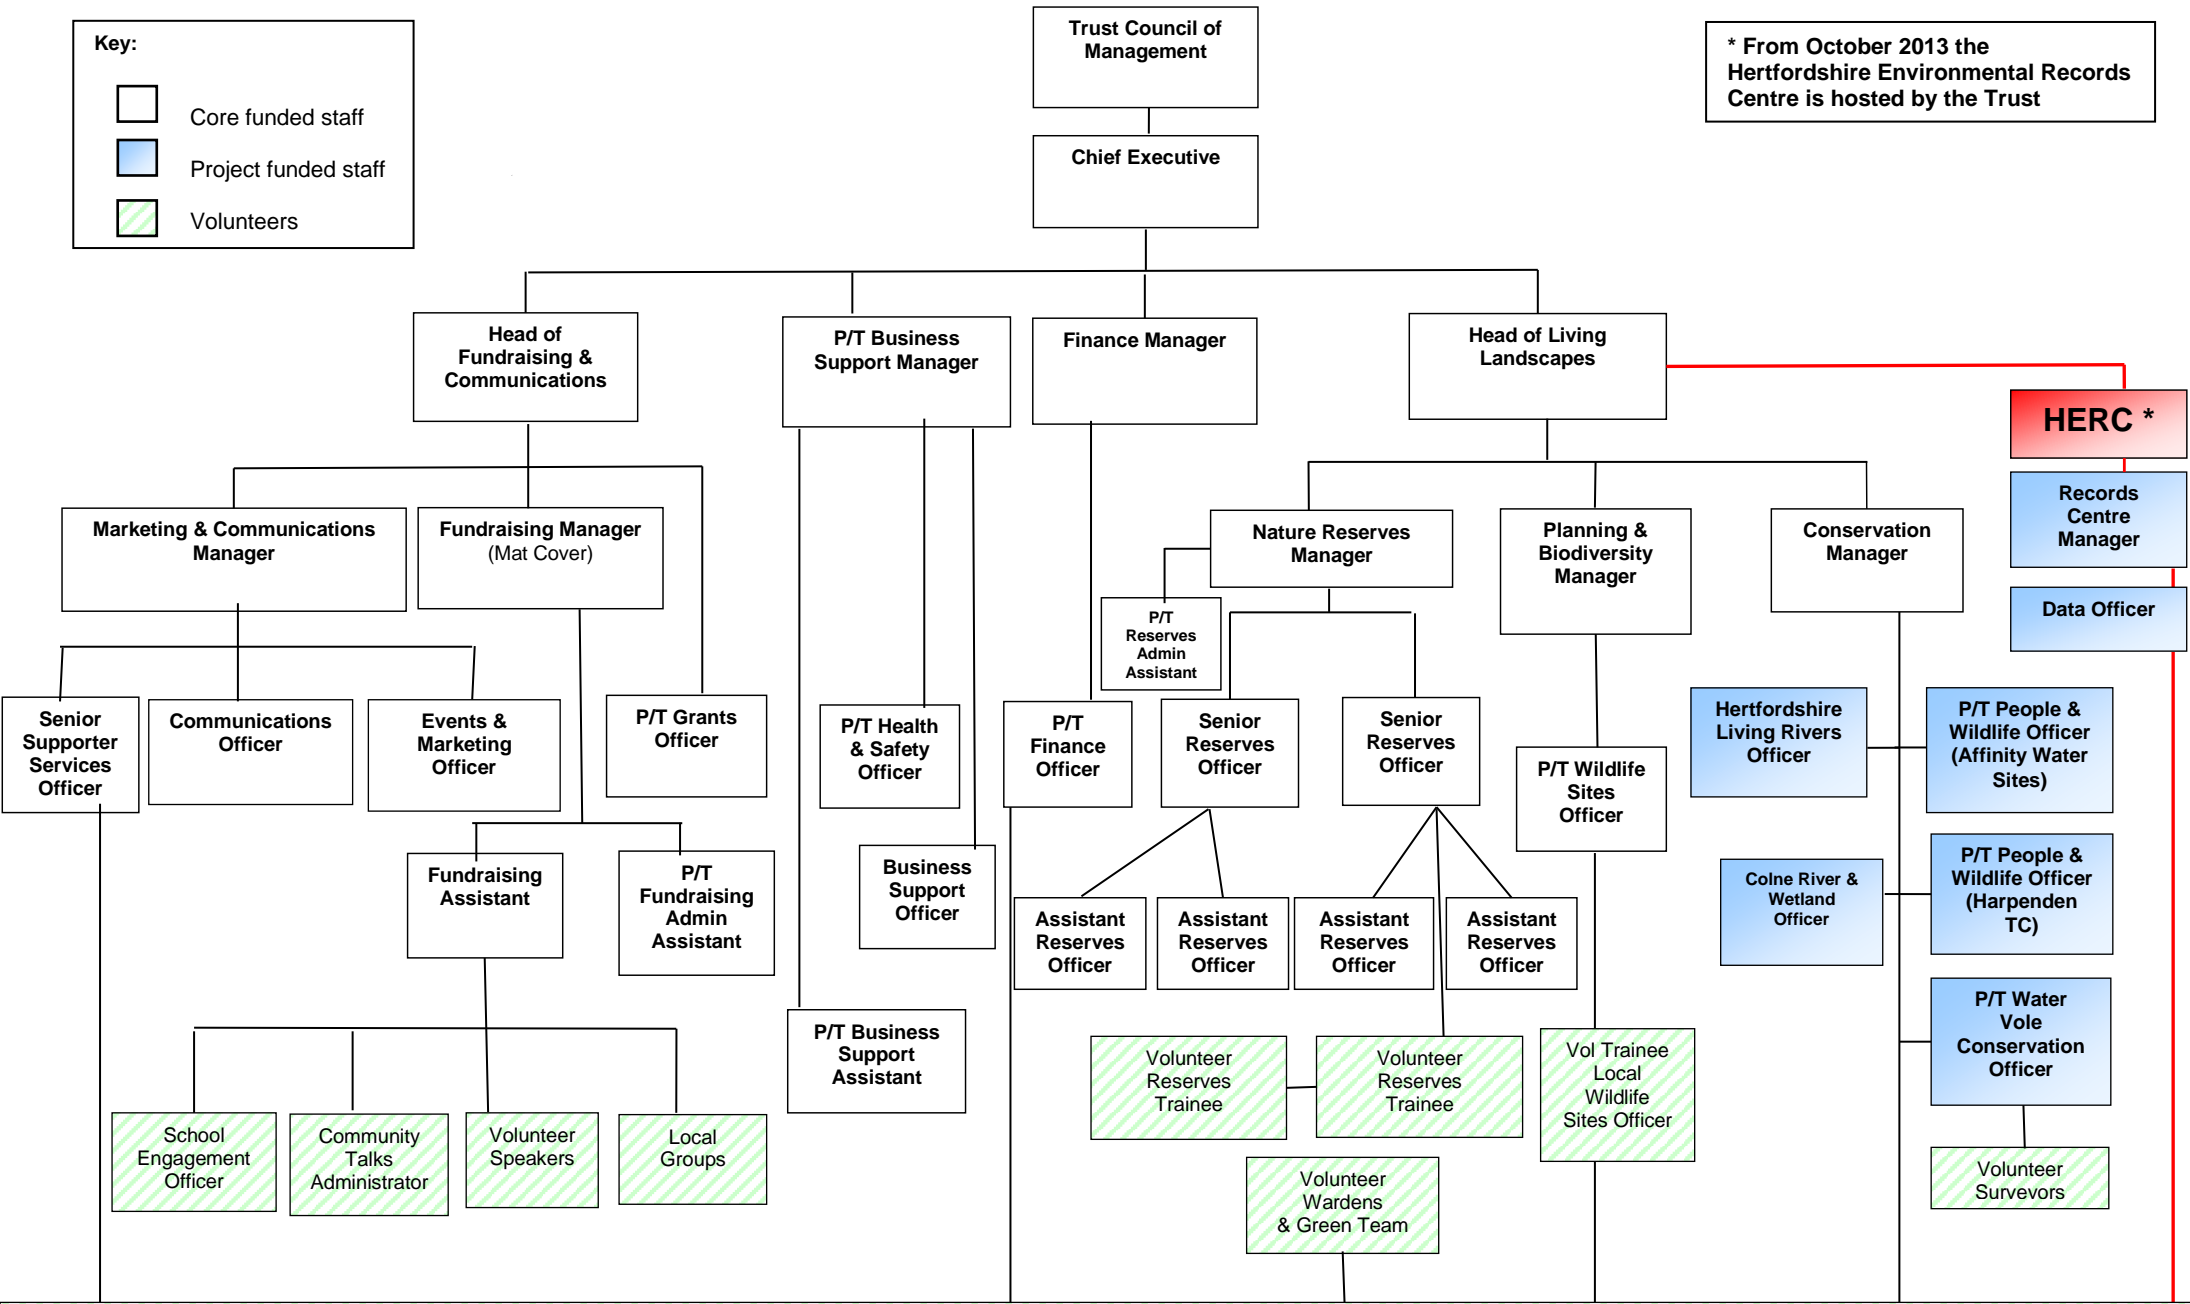 Key:
Core funded staff
Project funded staff
Volunteers
Trust Council of
Management
* From October 2013 the
Hertfordshire Environmental Records
Centre is hosted by the Trust
Chief Executive
Head of
Fundraising &
Communications
P/T Business
Support Manager
Finance Manager
Head of Living
Landscapes
HERC *
Records
Centre
Manager
Data Officer
Marketing & Communications
Manager
Fundraising Manager
(Mat Cover)
Nature Reserves
Manager
Planning &
Biodiversity
Manager
Conservation
Manager
P/T
Reserves
Admin
Assistant
Senior
Supporter
Services
Officer
Communications
Officer
Events &
Marketing
Officer
P/T Grants
Officer
P/T Health
& Safety
Officer
P/T
Finance
Officer
Senior
Reserves
Officer
Senior
Reserves
Officer
P/T Wildlife
Sites
Officer
Hertfordshire
Living Rivers
Officer
P/T People &
Wildlife Officer
(Affinity Water
Sites)
Fundraising
Assistant
P/T
Fundraising
Admin
Assistant
Business
Support
Officer
Assistant
Reserves
Officer
Assistant
Reserves
Officer
Assistant
Reserves
Officer
Assistant
Reserves
Officer
Colne River &
Wetland
Officer
P/T People &
Wildlife Officer
(Harpenden
TC)
P/T Business
Support
Assistant
P/T Water
Vole
Conservation
Officer
Volunteer
Reserves
Trainee
Volunteer
Reserves
Trainee
Vol Trainee
Local
Wildlife
Sites Officer
School
Engagement
Officer
Community
Talks
Administrator
Volunteer
Speakers
Local
Groups
Volunteer
Wardens
& Green Team
Volunteer
Surveyors